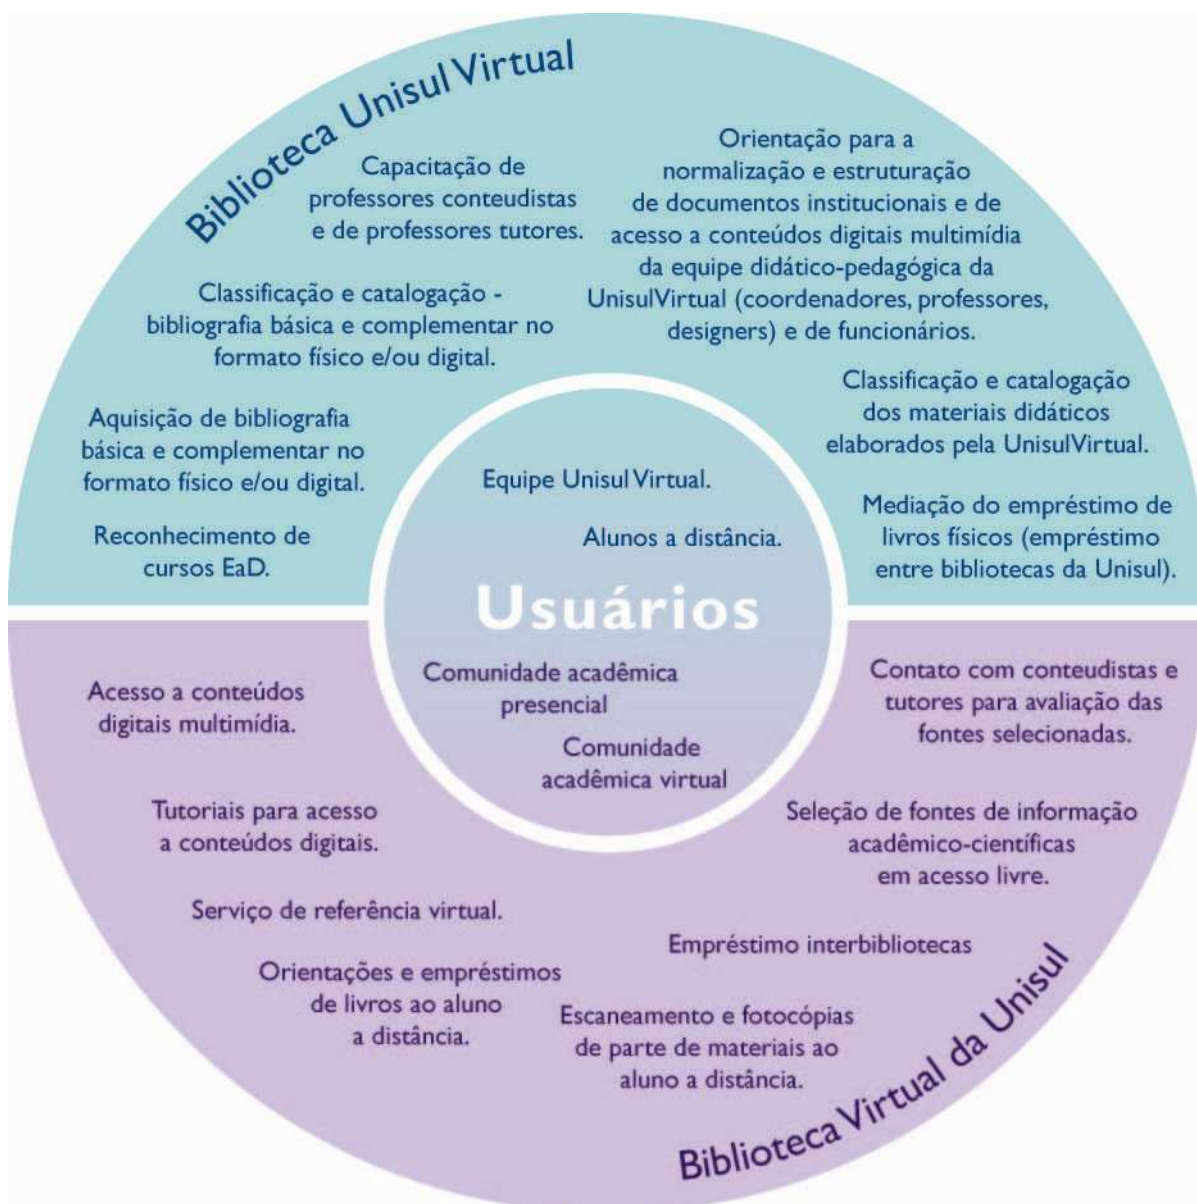 Biblioteca Unisul Virtual
Capacitação de
professores conteudistas
e de professores tutores.
Orientação para a
normalização e estruturação
de documentos institucionais e de
acesso a conteúdos digitais multimídia
da equipe didático-pedagógica da
UnisulVirtual (coordenadores, professores,
designers) e de funcionários.
Classificação e catalogação -
bibliografia básica e complementar no
formato físico e/ou digital.
Classificação e catalogação
dos materiais didáticos
elaborados pela UnisulVirtual.
Aquisição de bibliografia
básica e complementar no
formato físico e/ou digital.
Mediação do empréstimo de
livros físicos (empréstimo
entre bibliotecas da Unisul).
Reconhecimento de
cursos EaD.
Equipe Unisul Virtual.
Alunos a distância.
Usuários
Comunidade acadêmica
presencial
Comunidade
acadêmica virtual
Acesso a conteúdos
digitais multimídia.
Contato com conteudistas e
tutores para avaliação das
fontes selecionadas.
Tutoriais para acesso
a conteúdos digitais.
Seleção de fontes de informação
acadêmico-científicas
em acesso livre.
Serviço de referência virtual.
Empréstimo interbibliotecas
Orientações e empréstimos
de livros ao aluno
a distância.
Escaneamento e fotocópias
de parte de materiais ao
aluno a distância.
Biblioteca Virtual da Unisul